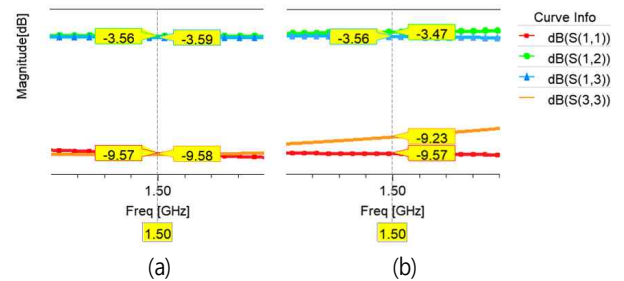 Magnitude[dB]
-3.56
-3.59
-9.57
-9.58
1.50
Freq [GHz]
1.50
(a)
-3.56
-3.47
-9.23
-9.57
1.50
Freq [GHz]
1.50
(b)
Curve Info
dB(S(1,1))
dB(S(1,2))
dB(S(1,3))
dB(S(3,3))